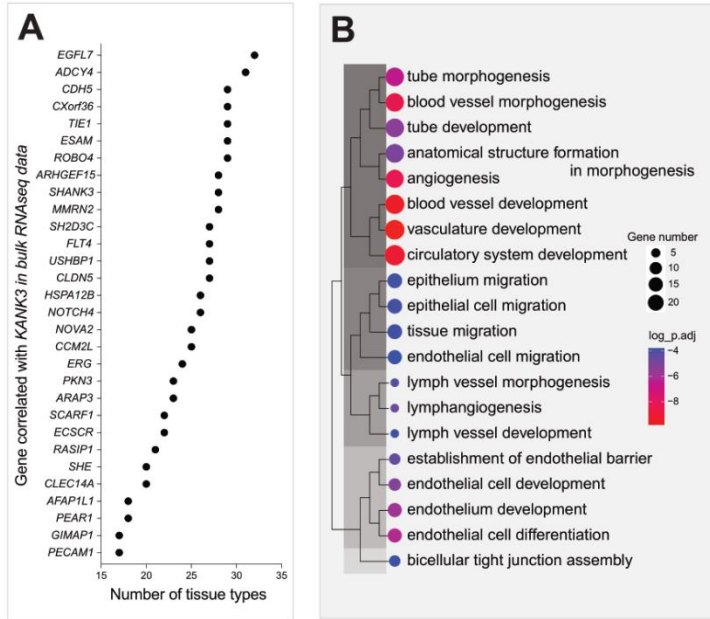 A
Gene correlated with KANK3 in bulk RNAseq data
EGFL7
ADCY4
CDH5
CXorf36
TIE1
ESAM
ROBO4
ARHGEF15
SHANK3
MMRN2
SH2D3C
FLT4
USHBP1
CLDN5
HSPA12B
NOTCH4
NOVA2
CCM2L
ERG
PKN3
ARAP3
SCARF1
ECSCR
RASIP1
SHE
CLEC14A
AFAP1L1
PEAR1
GIMAP1
PECAM1
15 20 25 30 35
Number of tissue types
B
tube morphogenesis
blood vessel morphogenesis
tube development
anatomical structure formation
in morphogenesis
angiogenesis
blood vessel development
vasculature development
circulatory system development
epithelium migration
epithelial cell migration
tissue migration
endothelial cell migration
lymph vessel morphogenesis
lymphangiogenesis
lymph vessel development
establishment of endothelial barrier
endothelial cell development
endothelium development
endothelial cell differentiation
bicellular tight junction assembly
Gene number
5
10
15
20
log_p.adj
-4
-6
-8